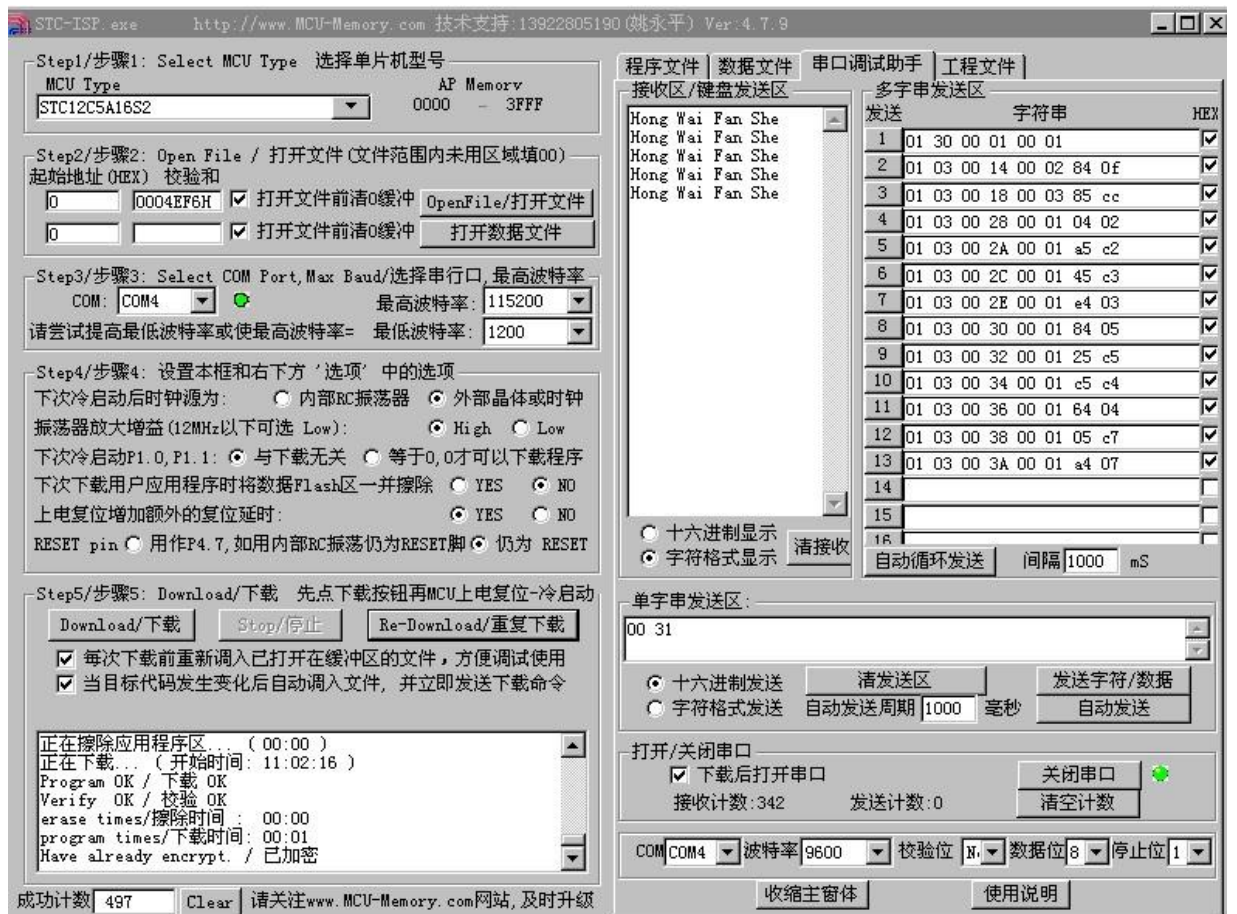 STC-ISP.exe http://www.MCU-Memory.com 技术支持:13922805190(姚永平) Ver:4.7.9
Step1/步骤1: Select MCU Type 选择单片机型号
MCU Type AP Memory
STC12C5A16S2 0000 - 3FFF
Step2/步骤2: Open File / 打开文件(文件范围内未用区域填00)
起始地址(HEX) 校验和
0 0004EF6H 打开文件前清0缓冲 OpenFile/打开文件
0 打开文件前清0缓冲 打开数据文件
Step3/步骤3: Select COM Port,Max Baud/选择串行口,最高波特率
COM: COM4 最高波特率: 115200
请尝试提高最低波特率或使最高波特率= 最低波特率: 1200
Step4/步骤4: 设置本框和右下方 '选项' 中的选项
下次冷启动后时钟源为: 内部RC振荡器 外部晶体或时钟
振荡器放大增益(12MHz以下可选 Low): High Low
下次冷启动P1.0,P1.1: 与下载无关 等于0,0才可以下载程序
下次下载用户应用程序时将数据Flash区一并擦除 YES NO
上电复位增加额外的复位延时: YES NO
RESET pin 用作P4.7,如用内部RC振荡仍为RESET脚 仍为 RESET
Step5/步骤5: Download/下载 先点下载按钮再MCU上电复位-冷启动
Download/下载 Stop/停止 Re-Download/重复下载
每次下载前重新调入已打开在缓冲区的文件，方便调试使用
当目标代码发生变化后自动调入文件, 并立即发送下载命令
正在擦除应用程序区... ( 00:00 )
正在下载... ( 开始时间: 11:02:16 )
Program OK / 下载 OK
Verify OK / 校验 OK
erase times/擦除时间 : 00:00
program times/下载时间: 00:01
Have already encrypt. / 已加密
成功计数 497 Clear 请关注www.MCU-Memory.com网站,及时升级
程序文件 数据文件 串口调试助手 工程文件
接收区/键盘发送区
Hong Wai Fan She
Hong Wai Fan She
Hong Wai Fan She
Hong Wai Fan She
Hong Wai Fan She
十六进制显示
字符格式显示 清接收
多字串发送区
发送 字符串 HEX
1 01 30 00 01 00 01
2 01 03 00 14 00 02 84 0f
3 01 03 00 18 00 03 85 cc
4 01 03 00 28 00 01 04 02
5 01 03 00 2A 00 01 a5 c2
6 01 03 00 2C 00 01 45 c3
7 01 03 00 2E 00 01 e4 03
8 01 03 00 30 00 01 84 05
9 01 03 00 32 00 01 25 c5
10 01 03 00 34 00 01 c5 c4
11 01 03 00 36 00 01 64 04
12 01 03 00 38 00 01 05 c7
13 01 03 00 3A 00 01 a4 07
14
15
16
自动循环发送 间隔 1000 mS
单字串发送区:
00 31
十六进制发送 清发送区 发送字符/数据
字符格式发送 自动发送周期 1000 毫秒 自动发送
打开/关闭串口
下载后打开串口 关闭串口
接收计数:342 发送计数:0 清空计数
COM COM4 波特率 9600 校验位 N 数据位 8 停止位 1
收缩主窗体 使用说明